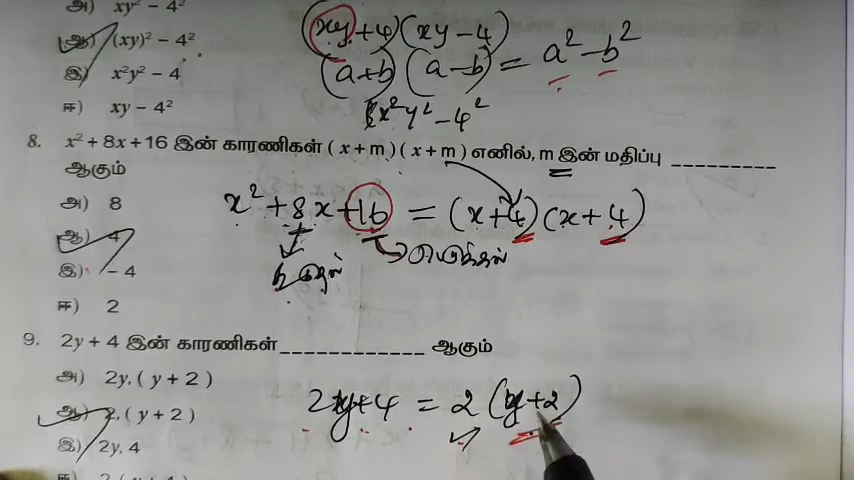 அ) xy² – 4²
(xy+4)(xy-4)
ஆ) (xy)² – 4²
(a+b)(a-b) = a²-b²
இ) x²y² – 4
ஈ) xy – 4²
x²y² - 4²
8. x² + 8x + 16 இன் காரணிகள் ( x + m ) ( x + m ) எனில், m இன் மதிப்பு __________
ஆகும்
அ) 8
x²+8x+16 = (x+4)(x+4)
ஆ) 4
பெருக்கல்
இ) – 4
ஈ) 2
9. 2y + 4 இன் காரணிகள் ____________ ஆகும்
அ) 2y, ( y + 2 )
2y+4 = 2 (y+2)
ஆ) 2, ( y + 2 )
இ) 2y, 4